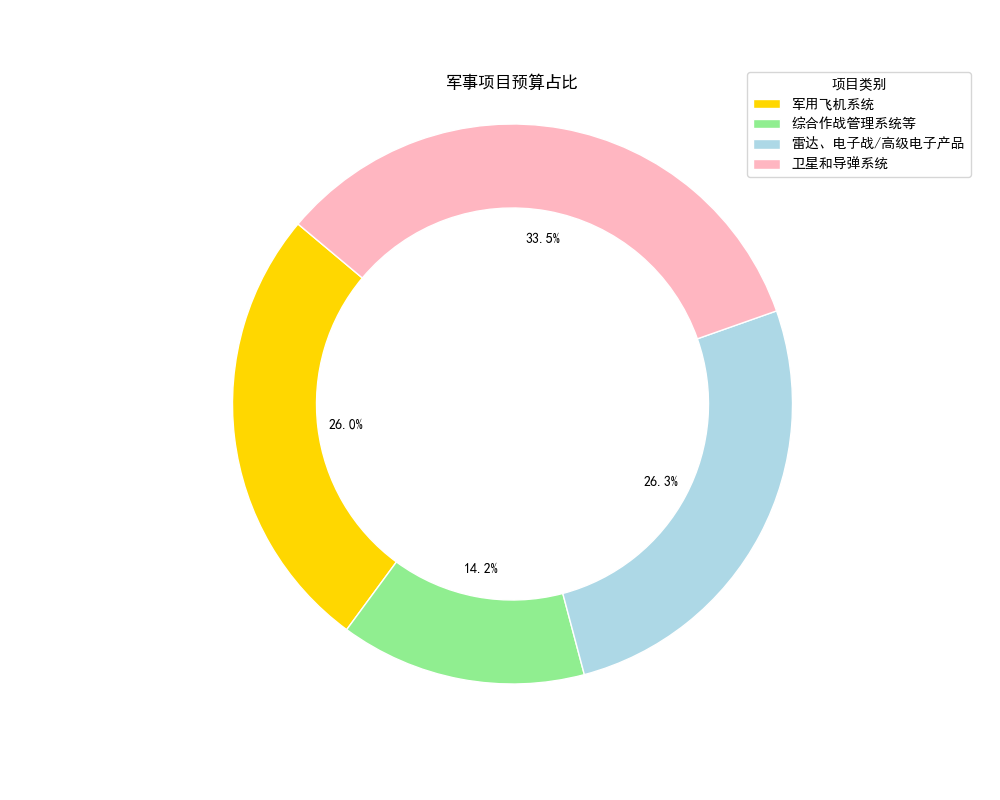 军事项目预算占比
项目类别
军用飞机系统
综合作战管理系统等
雷达、电子战/高级电子产品
卫星和导弹系统
33.5%
26.0%
26.3%
14.2%